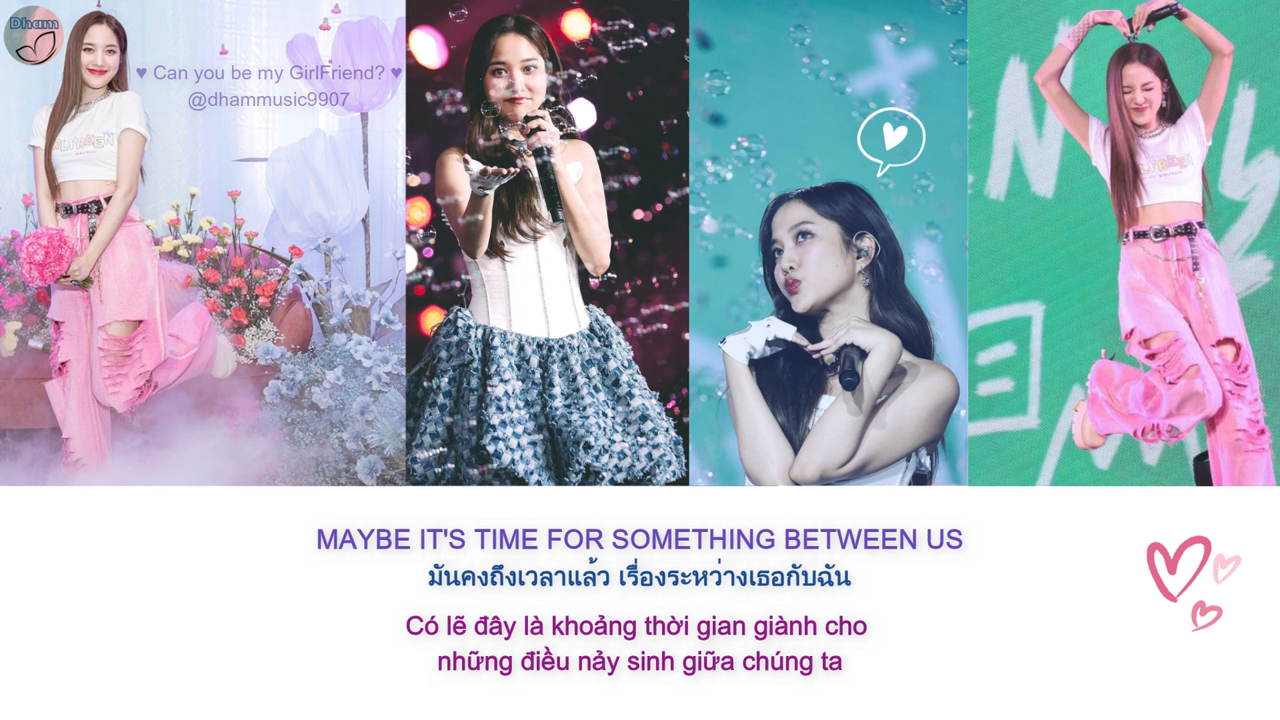 Dham
♥ Can you be my GirlFriend? ♥
@dhammusic9907
MAYBE IT'S TIME FOR SOMETHING BETWEEN US
มันคงถึงเวลาแล้ว เรื่องระหว่างเธอกับฉัน
Có lẽ đây là khoảng thời gian giành cho
những điều nảy sinh giữa chúng ta